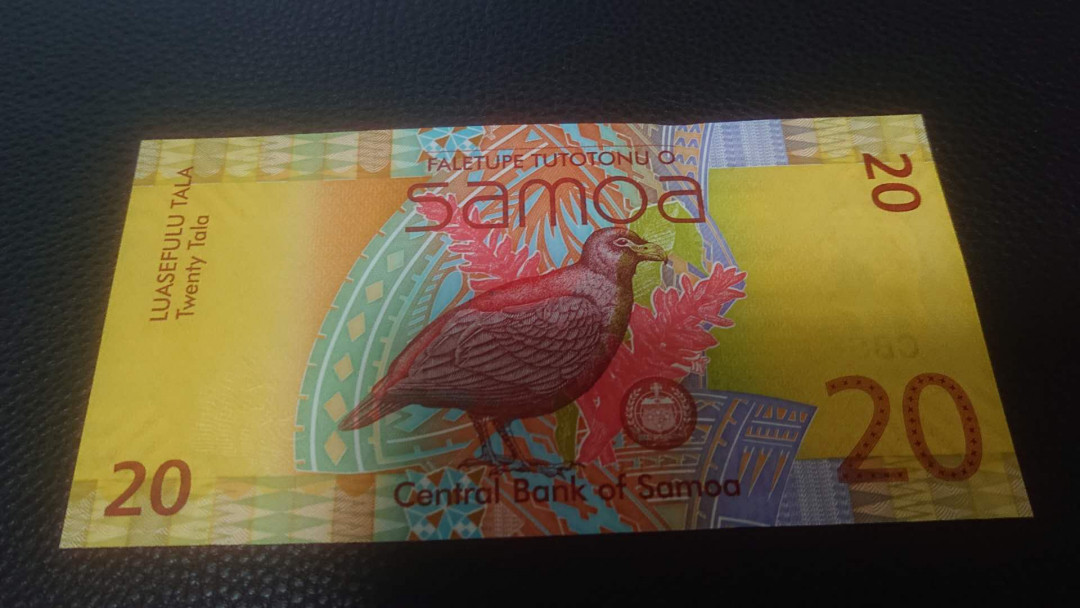 FALETUPE TUTOTONU O
samoa
LUASEFULU TALA
Twenty Tala
20
20
20
Central Bank of Samoa